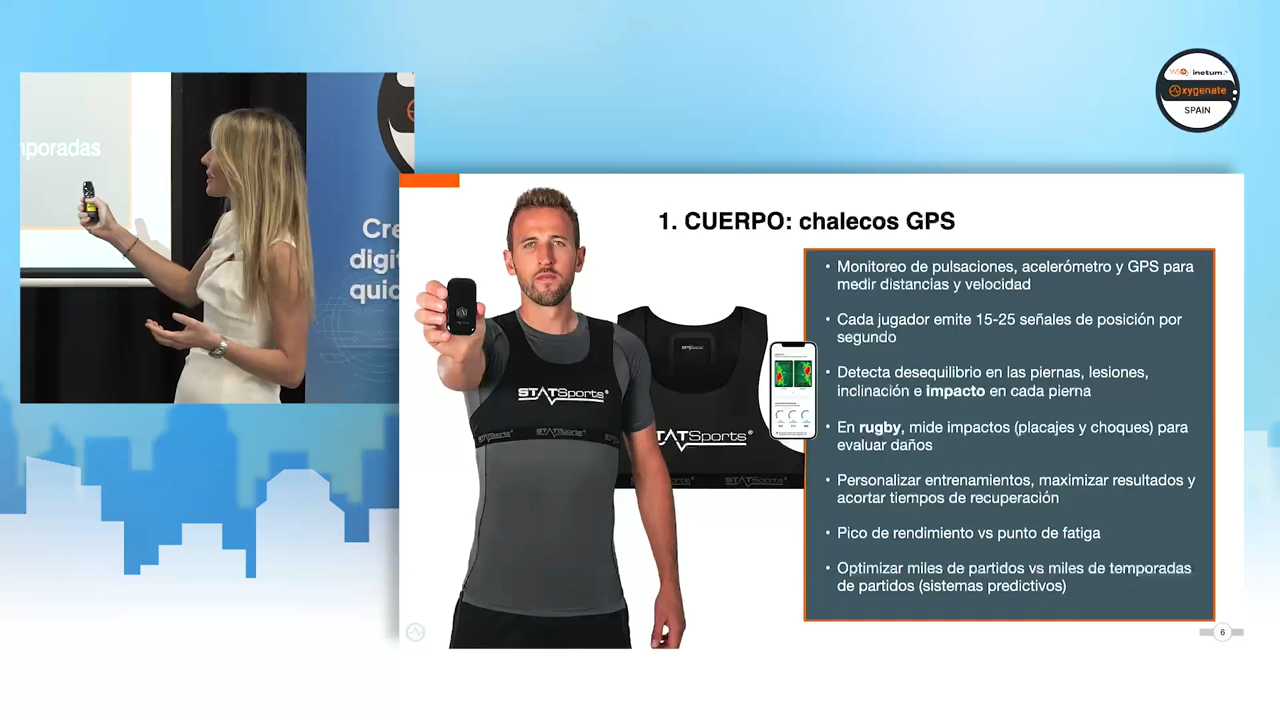 WSO2 inetum.
Oxygenate
SPAIN
mporadas
Cre
digit
quic
1. CUERPO: chalecos GPS
• Monitoreo de pulsaciones, acelerómetro y GPS para
medir distancias y velocidad
• Cada jugador emite 15-25 señales de posición por
segundo
• Detecta desequilibrio en las piernas, lesiones,
inclinación e impacto en cada pierna
• En rugby, mide impactos (placajes y choques) para
evaluar daños
• Personalizar entrenamientos, maximizar resultados y
acortar tiempos de recuperación
• Pico de rendimiento vs punto de fatiga
• Optimizar miles de partidos vs miles de temporadas
de partidos (sistemas predictivos)
STATSports®
STATSports®
6